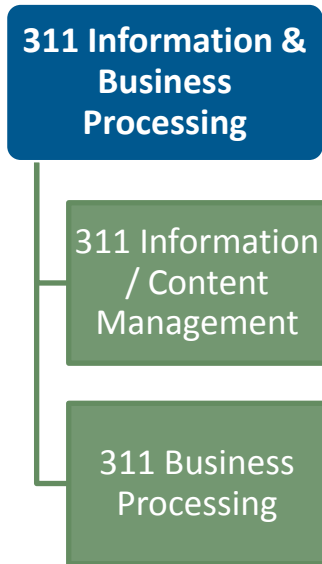 311 Information &
Business
Processing
311 Information
/ Content
Management
311 Business
Processing